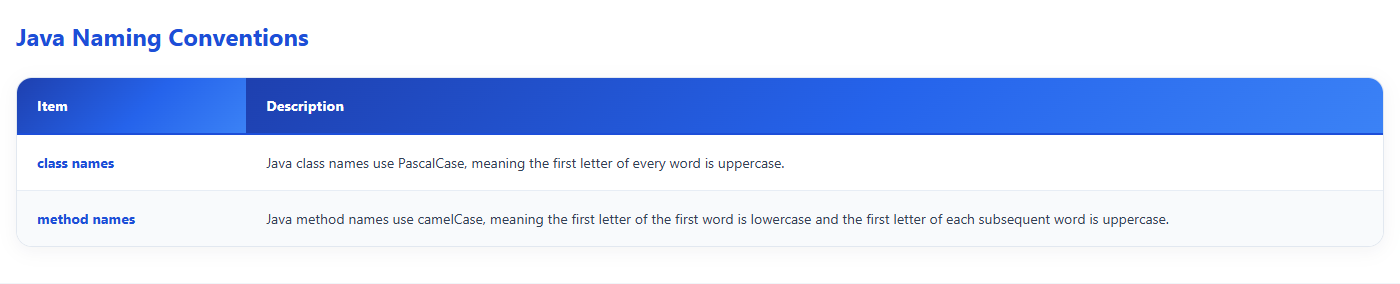 Java Naming Conventions
Item Description
class names Java class names use PascalCase, meaning the first letter of every word is uppercase.
method names Java method names use camelCase, meaning the first letter of the first word is lowercase and the first letter of each subsequent word is uppercase.